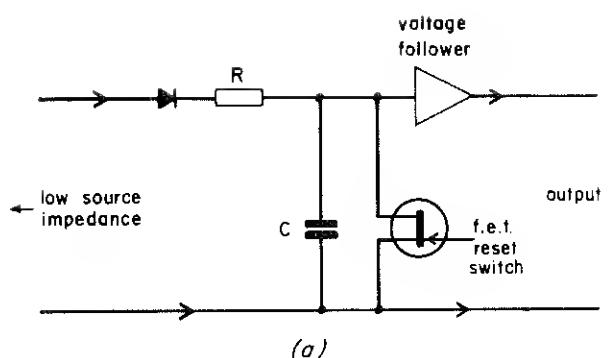 voltage
follower
R
low source
impedance
C
output
f.e.t.
reset
switch
(a)